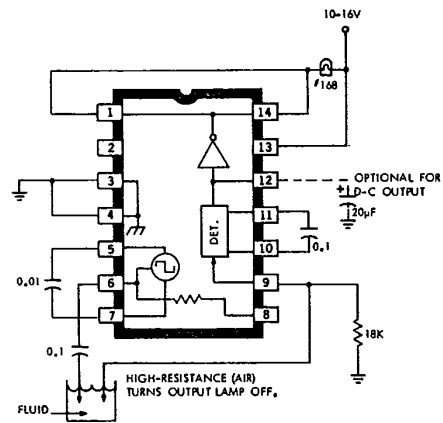 10-16V
#168
1
14
2
13
3
12
OPTIONAL FOR
D-C OUTPUT
+
20µF
4
11
DET.
0.1
5
10
0.01
6
9
7
8
0.1
18K
HIGH-RESISTANCE (AIR)
TURNS OUTPUT LAMP OFF.
FLUID